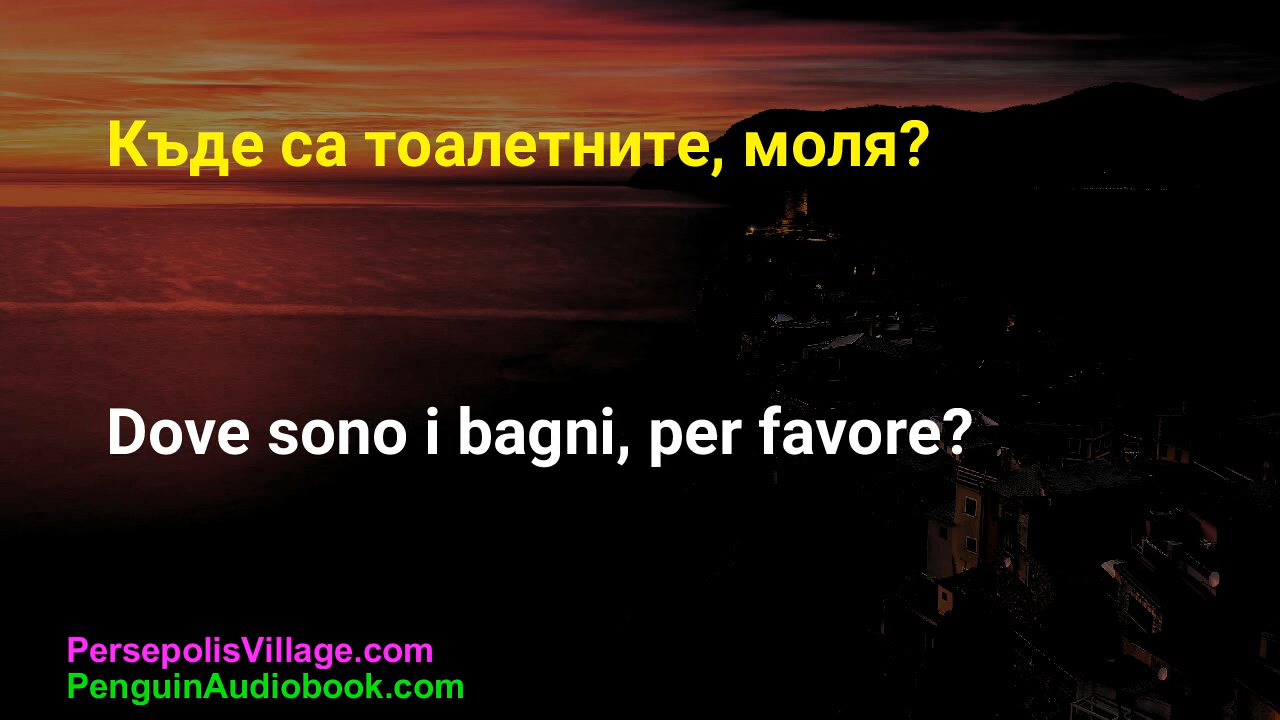 Къде са тоалетните, моля?
Dove sono i bagni, per favore?
PersepolisVillage.com
PenguinAudiobook.com